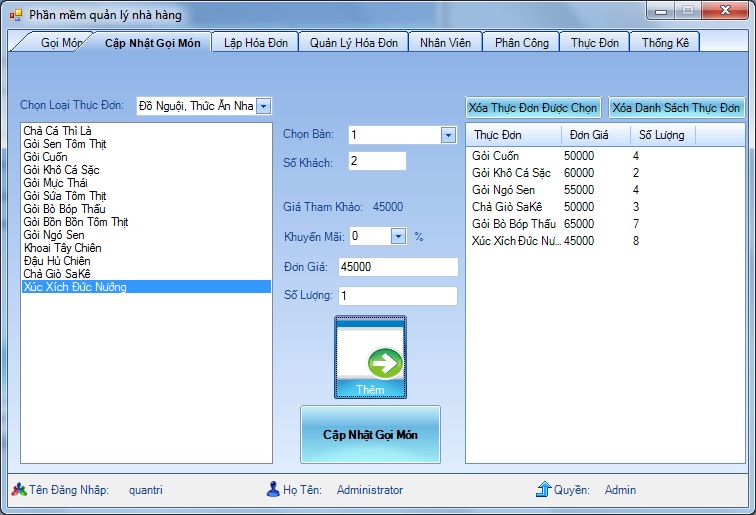 Phần mềm quản lý nhà hàng
Gọi Món Cập Nhật Gọi Món Lập Hóa Đơn Quản Lý Hóa Đơn Nhân Viên Phân Công Thực Đơn Thống Kê
Chọn Loại Thực Đơn: Đồ Nguội, Thức Ăn Nha
Chả Cá Thì Là
Gỏi Sen Tôm Thịt
Gỏi Cuốn
Gỏi Khô Cá Sặc
Gỏi Mực Thái
Gỏi Sứa Tôm Thịt
Gỏi Bò Bóp Thấu
Gỏi Bồn Bồn Tôm Thịt
Gỏi Ngó Sen
Khoai Tây Chiên
Đậu Hủ Chiên
Chả Giò SaKê
Xúc Xích Đức Nướng
Chọn Bàn: 1
Số Khách: 2
Giá Tham Khảo: 45000
Khuyến Mãi: 0 %
Đơn Giá: 45000
Số Lượng: 1
Thêm
Cập Nhật Gọi Món
Xóa Thực Đơn Được Chọn Xóa Danh Sách Thực Đơn
Thực Đơn Đơn Giá Số Lượng
Gỏi Cuốn 50000 4
Gỏi Khô Cá Sặc 60000 2
Gỏi Ngó Sen 55000 4
Chả Giò SaKê 50000 3
Gỏi Bò Bóp Thấu 65000 7
Xúc Xích Đức Nư... 45000 8
Tên Đăng Nhâp: quantri Họ Tên: Administrator Quyền: Admin